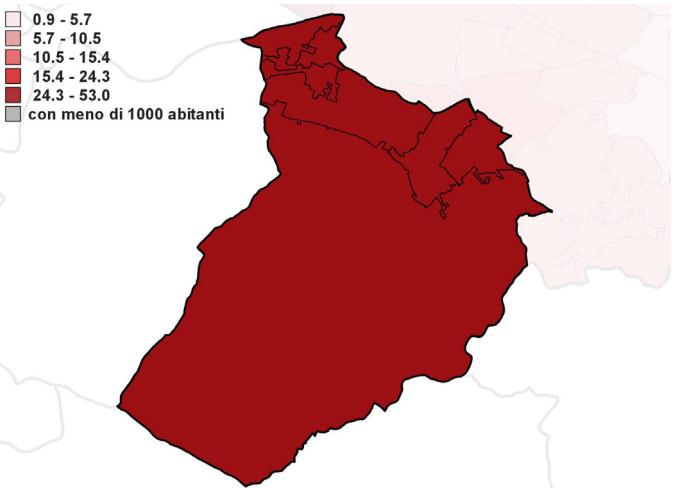 0.9 - 5.7
5.7 - 10.5
10.5 - 15.4
15.4 - 24.3
24.3 - 53.0
con meno di 1000 abitanti